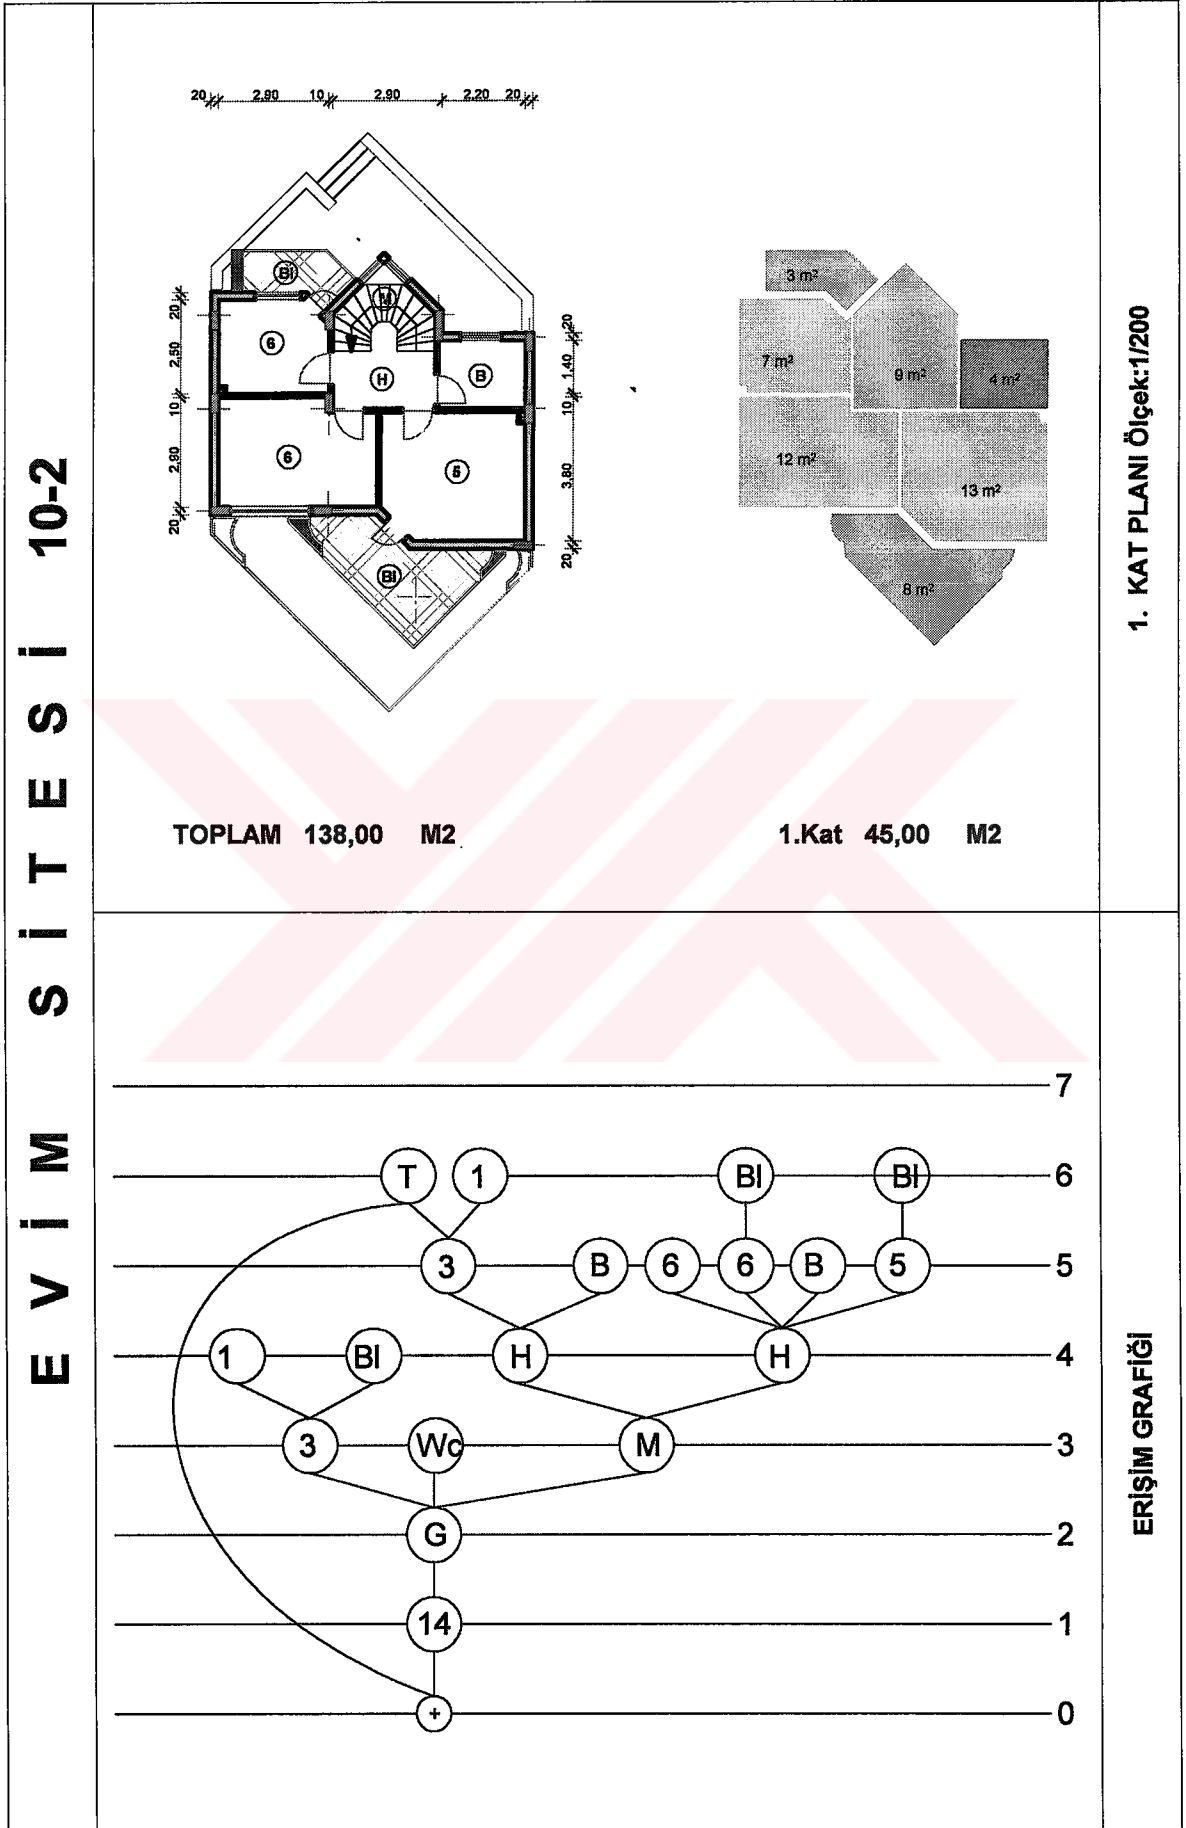 EVİM SİTESİ 10-2
20 2,90 10 2,90 2,20 20
Bl
M
6
H
B
6
5
Bl
20 2,50 10 2,90 20
20 1,40 10 3,80 20
3 m²
7 m²
9 m²
4 m²
12 m²
13 m²
8 m²
TOPLAM 138,00 M2
1.Kat 45,00 M2
1. KAT PLANI Ölçek:1/200
7
T 1 Bl Bl 6
3 B 6 6 B 5 5
1 Bl H H 4
3 Wc M 3
G 2
14 1
+ 0
ERİŞİM GRAFİĞİ